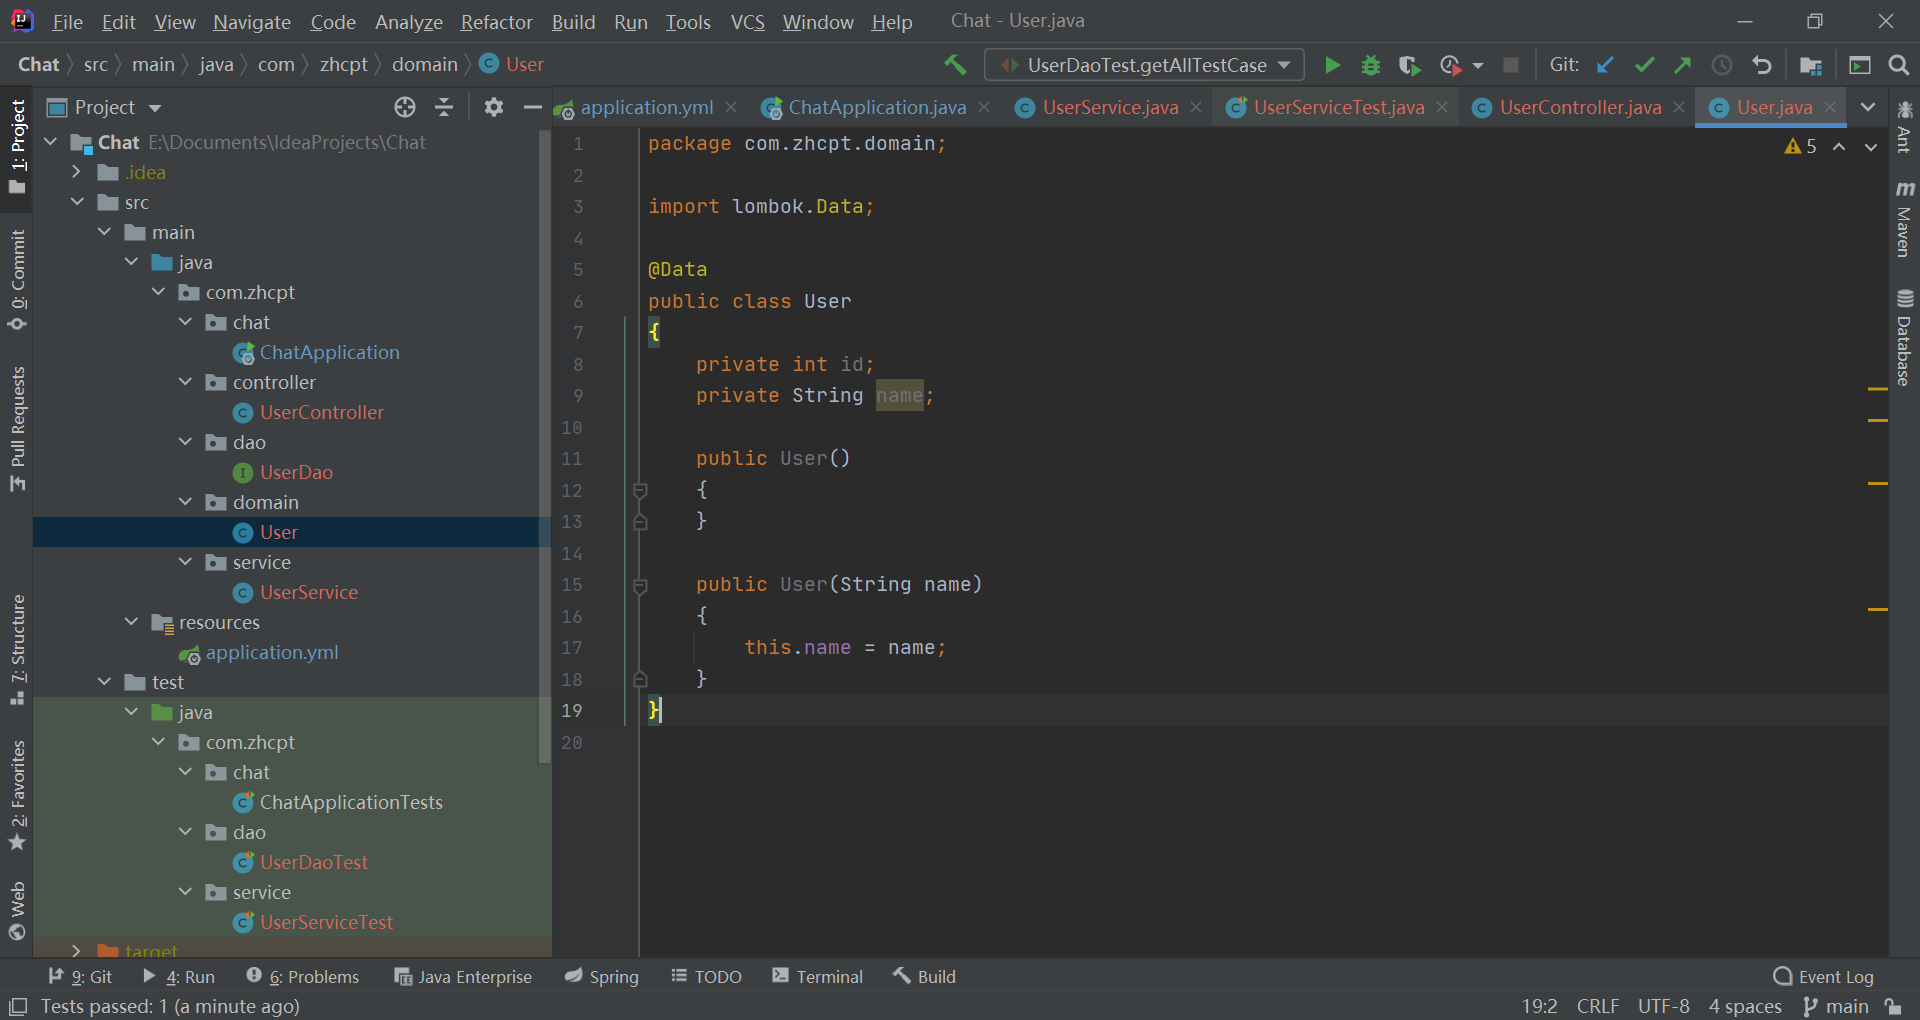 File Edit View Navigate Code Analyze Refactor Build Run Tools VCS Window Help Chat - User.java
Chat src main java com zhcpt domain User
UserDaoTest.getAllTestCase
Git:
1: Project
0: Commit
Pull Requests
7: Structure
2: Favorites
Web
Project
Chat E:\Documents\IdeaProjects\Chat
.idea
src
main
java
com.zhcpt
chat
ChatApplication
controller
UserController
dao
UserDao
domain
User
service
UserService
resources
application.yml
test
java
com.zhcpt
chat
ChatApplicationTests
dao
UserDaoTest
service
UserServiceTest
target
application.yml ChatApplication.java UserService.java UserServiceTest.java UserController.java User.java
5
1 package com.zhcpt.domain;
2
3 import lombok.Data;
4
5 @Data
6 public class User
7 {
8 private int id;
9 private String name;
10
11 public User()
12 {
13 }
14
15 public User(String name)
16 {
17 this.name = name;
18 }
19 }
20
Ant
Maven
Database
9: Git 4: Run 6: Problems Java Enterprise Spring TODO Terminal Build Event Log
Tests passed: 1 (a minute ago) 19:2 CRLF UTF-8 4 spaces main